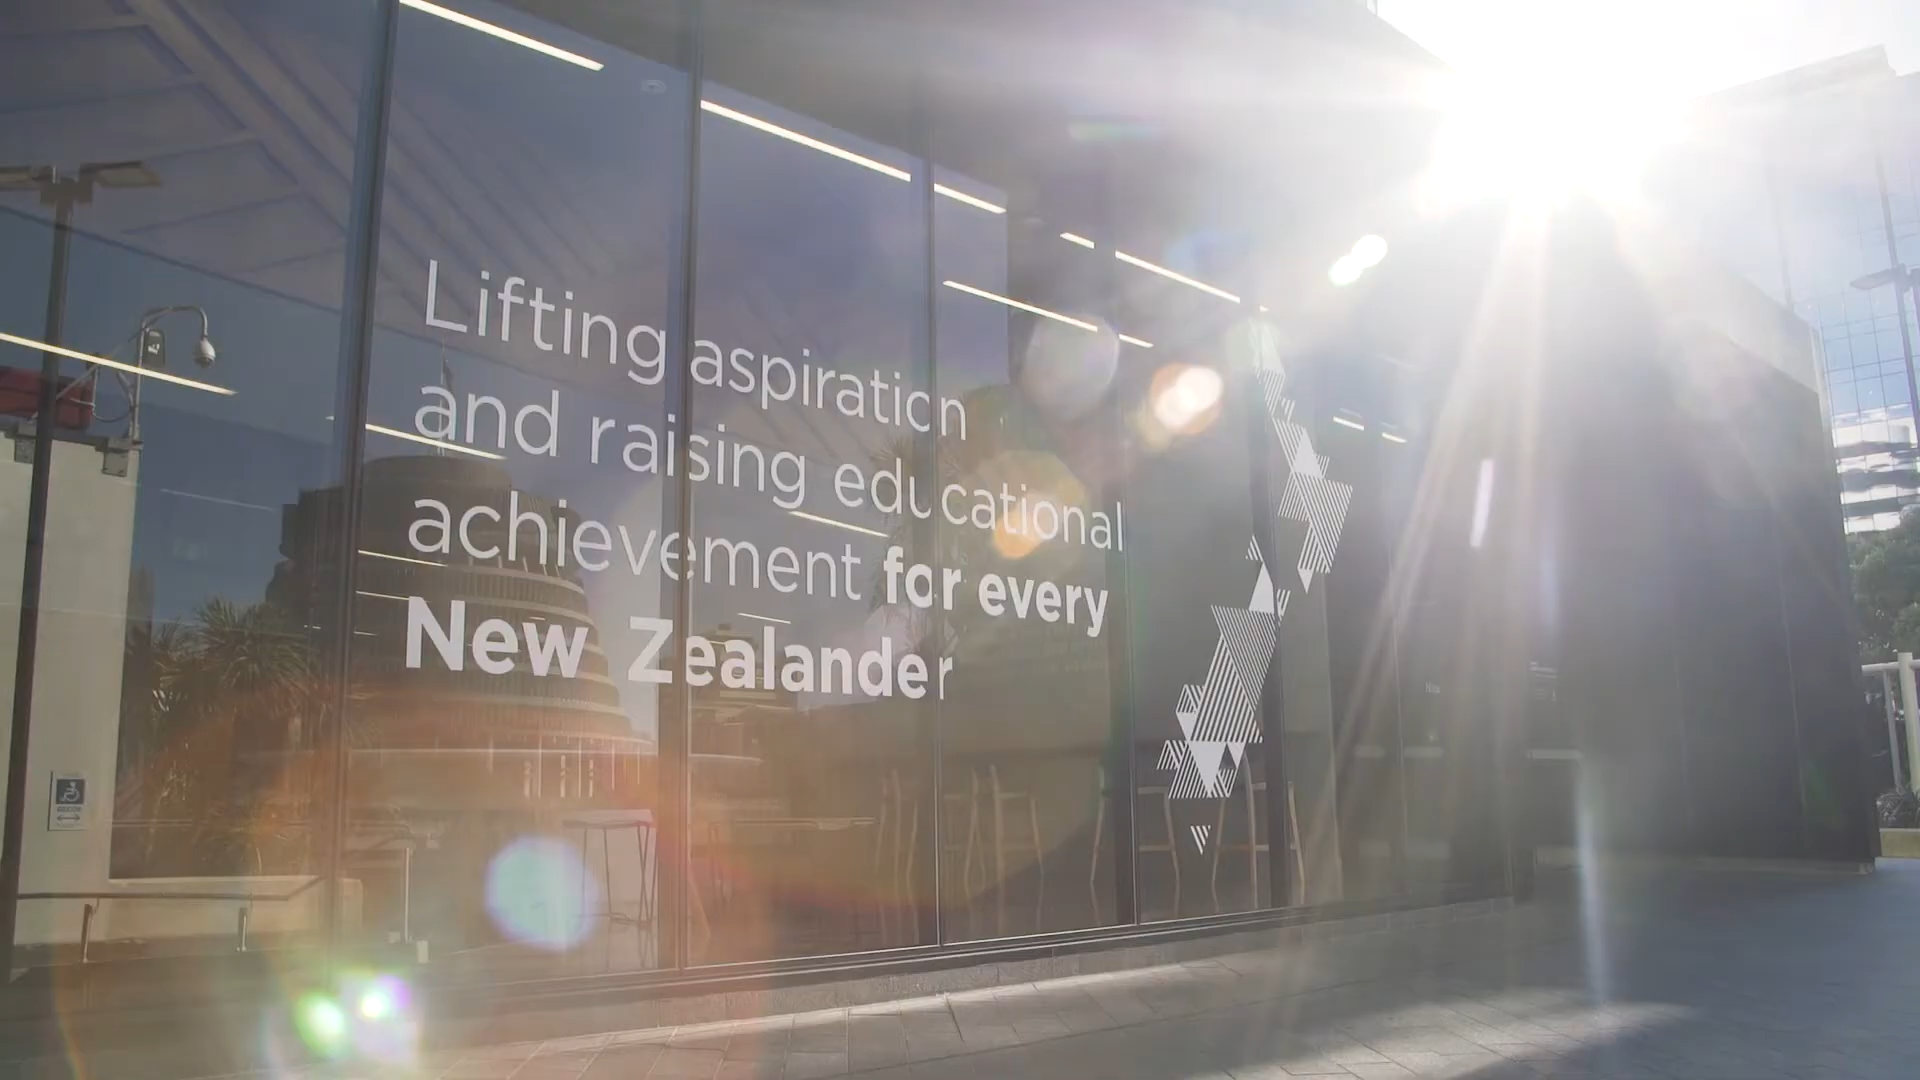 Lifting aspiration
and raising educational
achievement for every
New Zealander